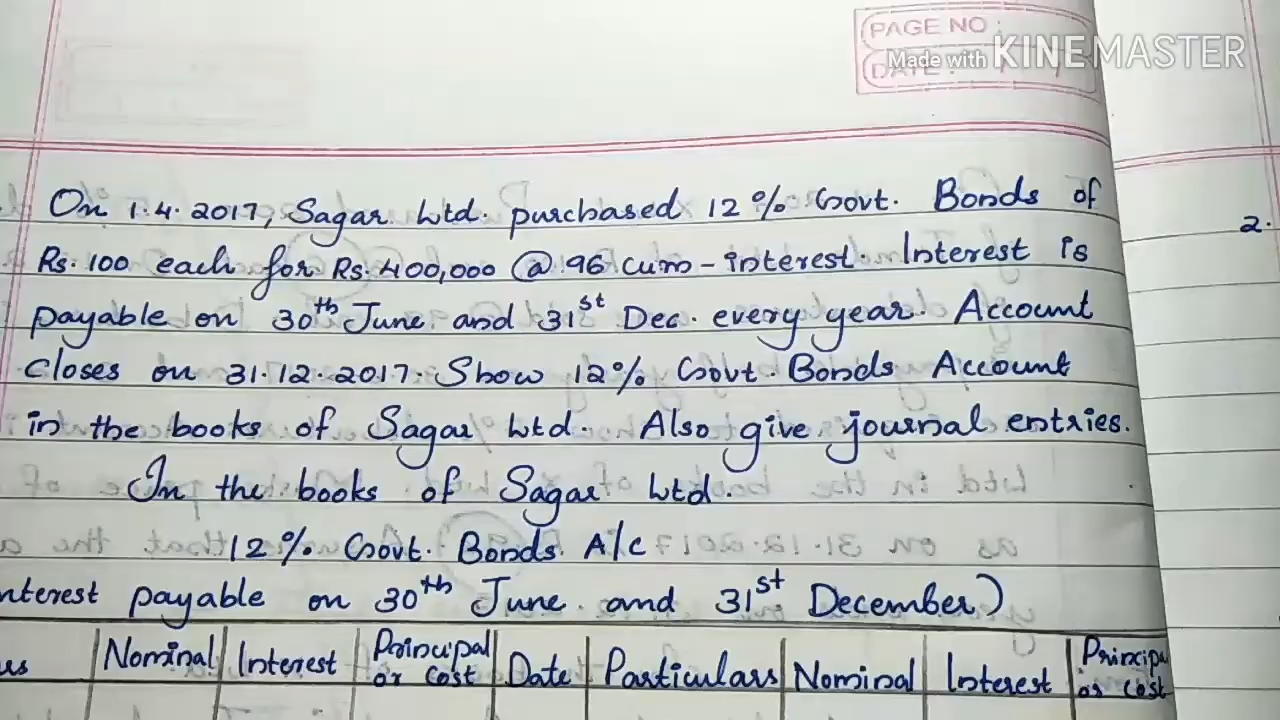 PAGE NO :
DATE :
Made with KINEMASTER
On 1.4.2017, Sagar Ltd. purchased 12% Govt. Bonds of
2.
Rs. 100 each for Rs. 400,000 @ 96 cum-interest. Interest is
payable on 30th June and 31st Dec. every year. Account
closes on 31.12.2017. Show 12% Govt. Bonds Account
in the books of Sagar Ltd. Also give journal entries.
In the books of Sagar Ltd.
12% Govt. Bonds A/c
nterest payable on 30th June and 31st December)
us Nominal Interest Principal or cost Date Particulars Nominal Interest Principa or cost